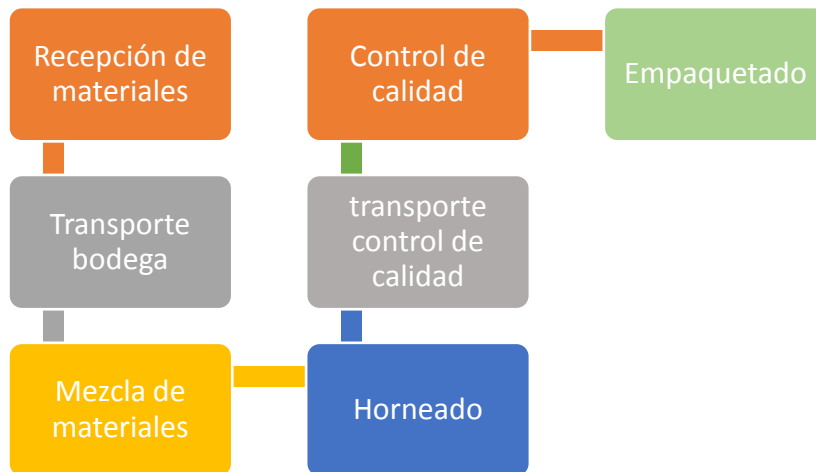 Recepción de
materiales
Transporte
bodega
Mezcla de
materiales
Horneado
transporte
control de
calidad
Control de
calidad
Empaquetado